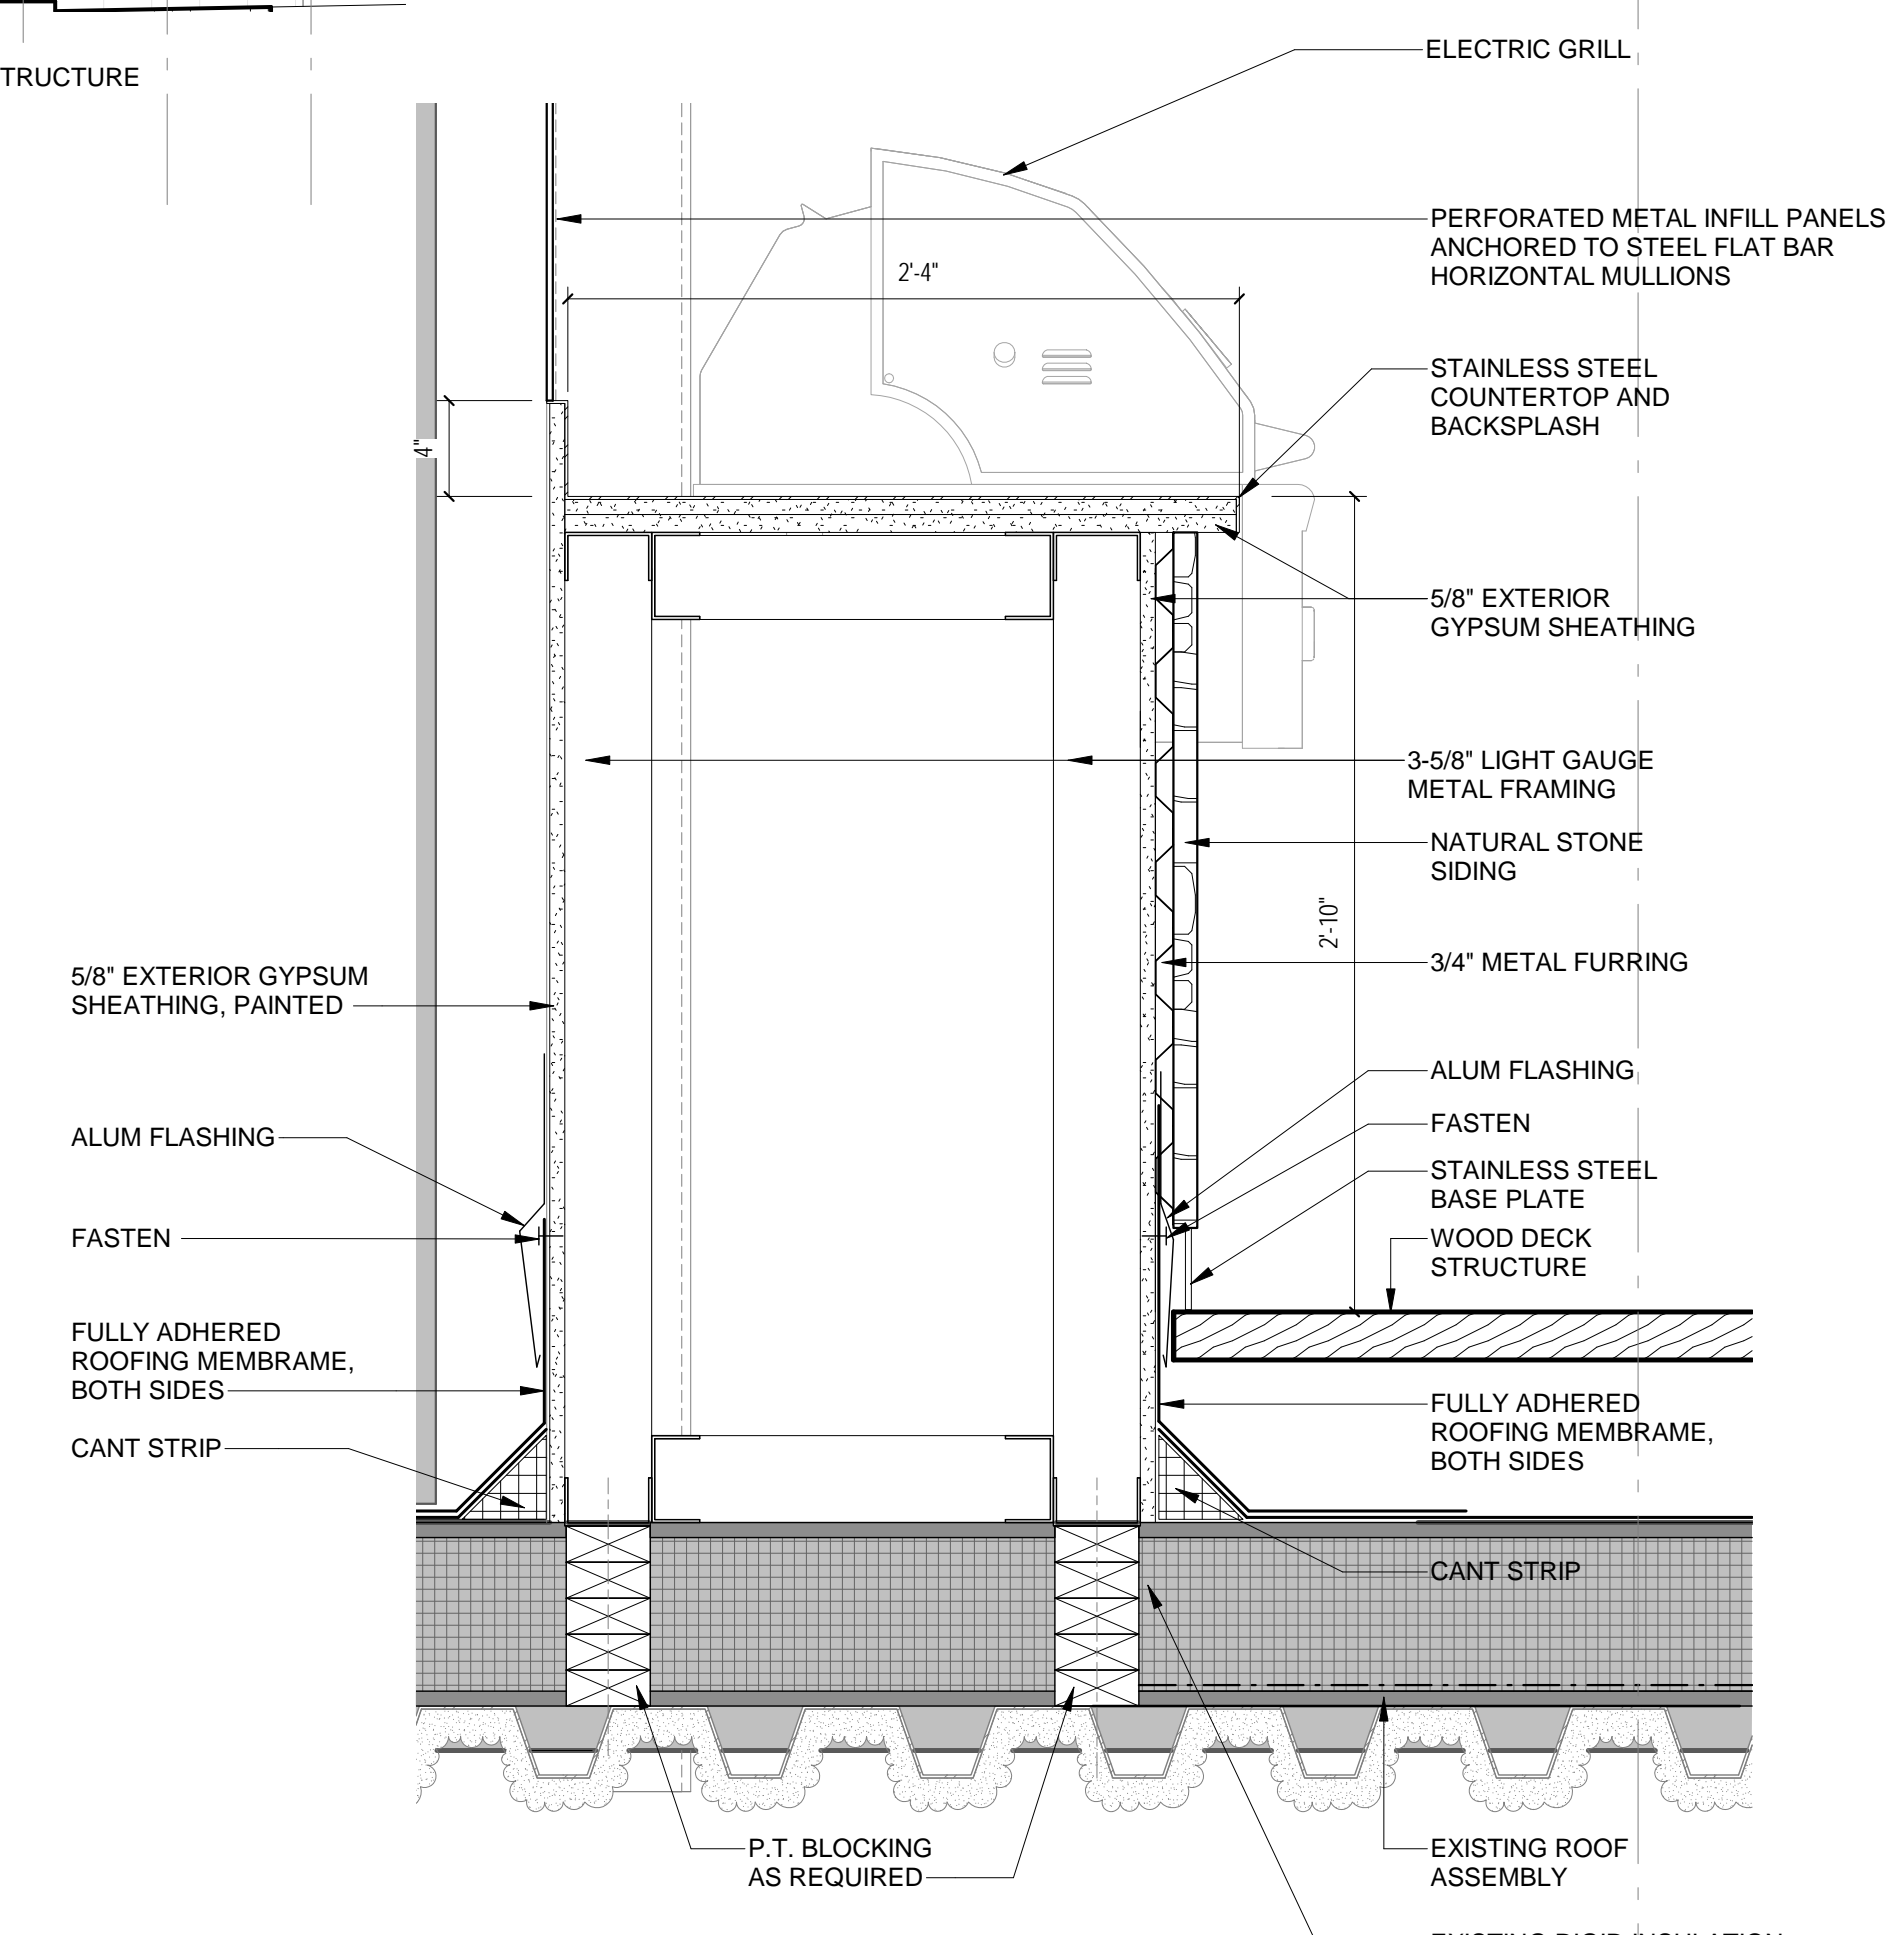 TRUCTURE
ELECTRIC GRILL
PERFORATED METAL INFILL PANELS
ANCHORED TO STEEL FLAT BAR
HORIZONTAL MULLIONS
2'-4"
STAINLESS STEEL
COUNTERTOP AND
BACKSPLASH
4"
5/8" EXTERIOR
GYPSUM SHEATHING
3-5/8" LIGHT GAUGE
METAL FRAMING
NATURAL STONE
SIDING
2'-10"
3/4" METAL FURRING
5/8" EXTERIOR GYPSUM
SHEATHING, PAINTED
ALUM FLASHING
FASTEN
FULLY ADHERED
ROOFING MEMBRAME,
BOTH SIDES
CANT STRIP
ALUM FLASHING
FASTEN
STAINLESS STEEL
BASE PLATE
WOOD DECK
STRUCTURE
FULLY ADHERED
ROOFING MEMBRAME,
BOTH SIDES
CANT STRIP
P.T. BLOCKING
AS REQUIRED
EXISTING ROOF
ASSEMBLY
EXISTING RIGID INSULATION